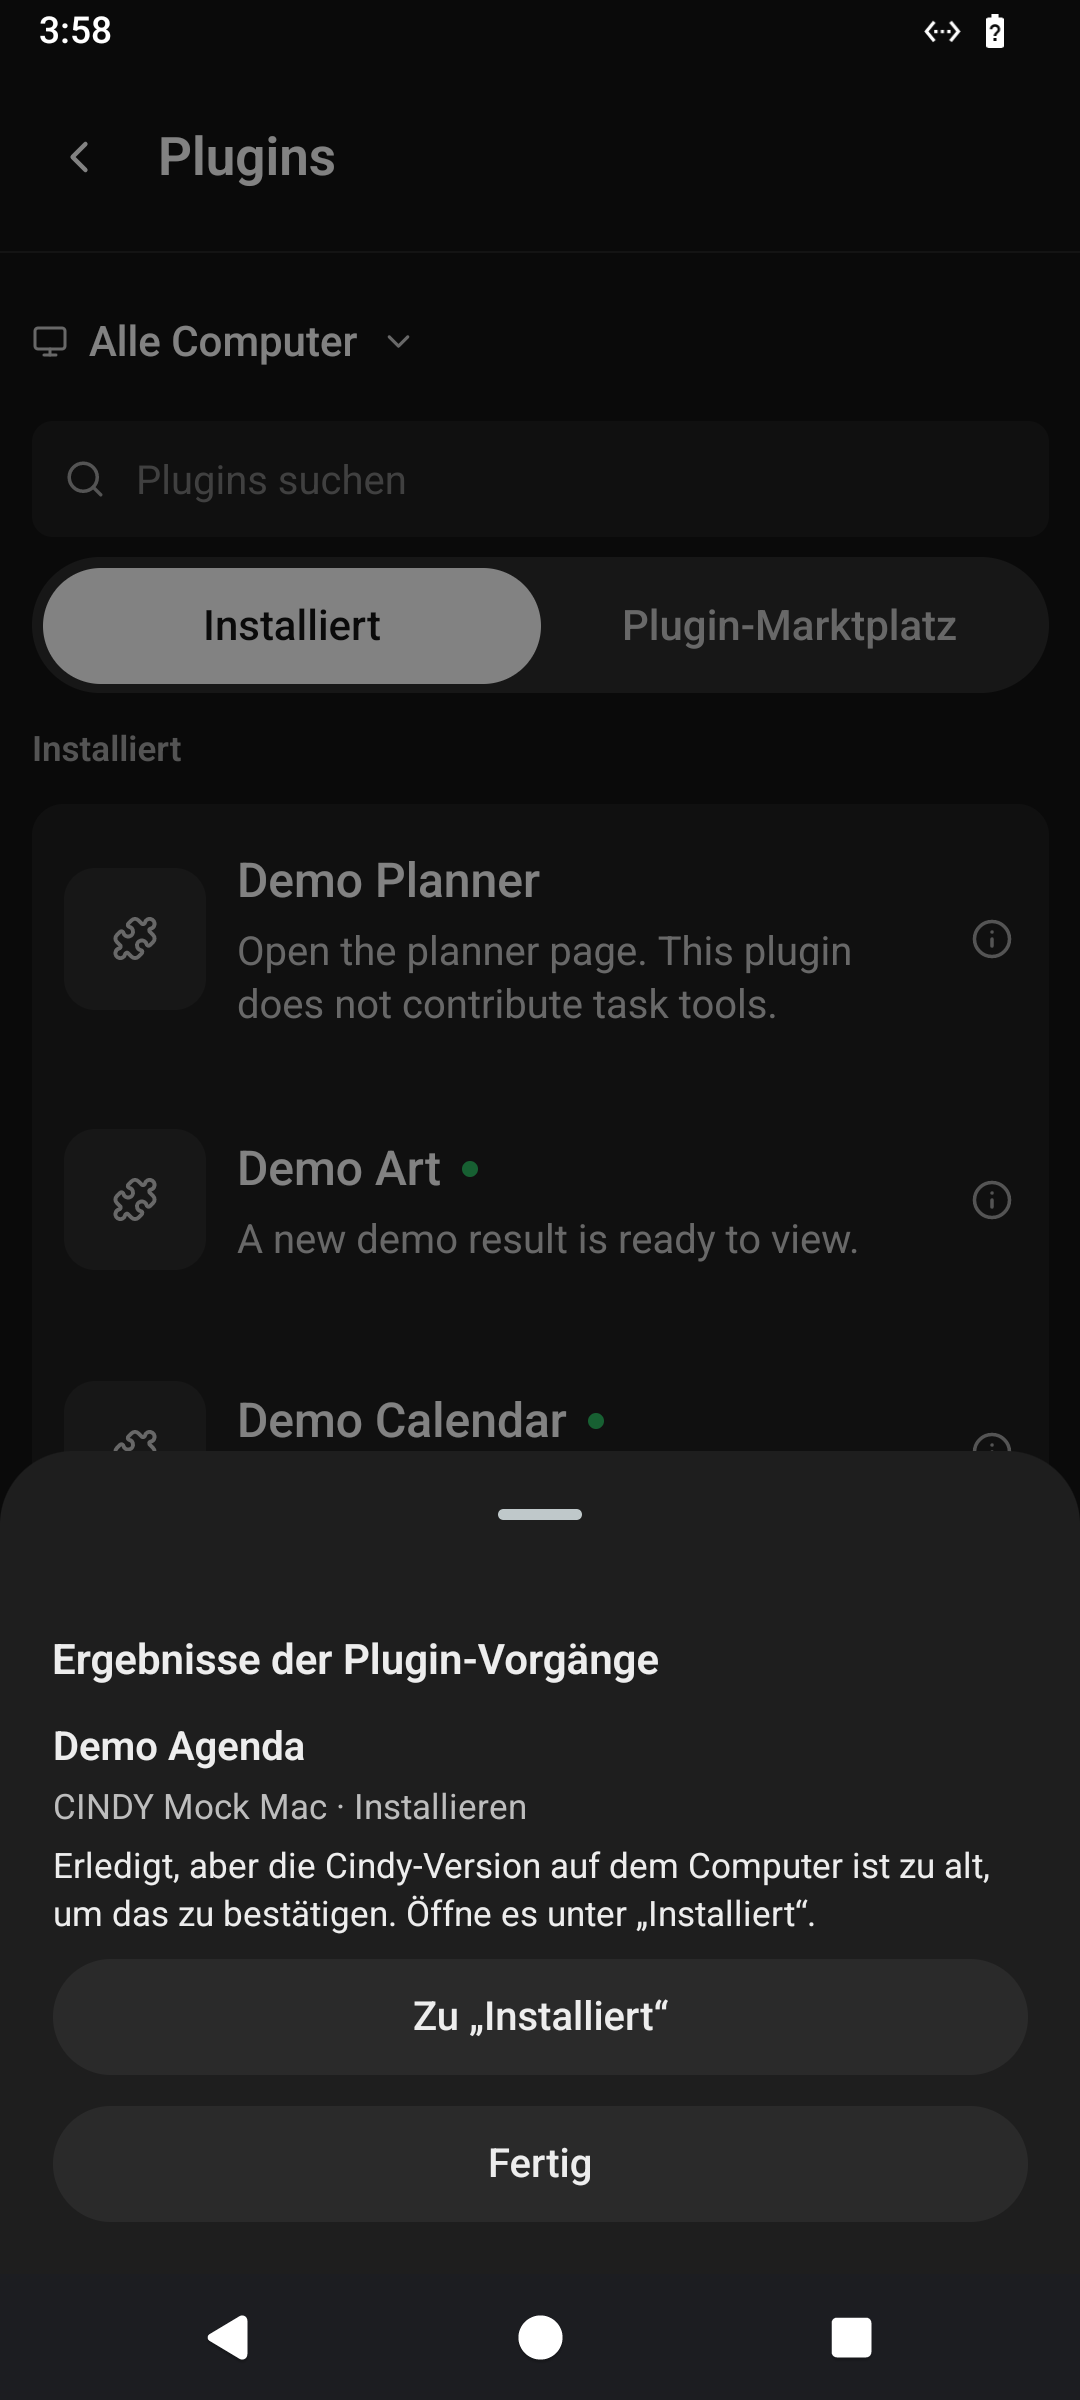 3:58
Plugins
Alle Computer
Plugins suchen
Installiert
Plugin-Marktplatz
Installiert
Demo Planner
Open the planner page. This plugin
does not contribute task tools.
Demo Art
A new demo result is ready to view.
Demo Calendar
Ergebnisse der Plugin-Vorgänge
Demo Agenda
CINDY Mock Mac · Installieren
Erledigt, aber die Cindy-Version auf dem Computer ist zu alt,
um das zu bestätigen. Öffne es unter „Installiert“.
Zu „Installiert“
Fertig